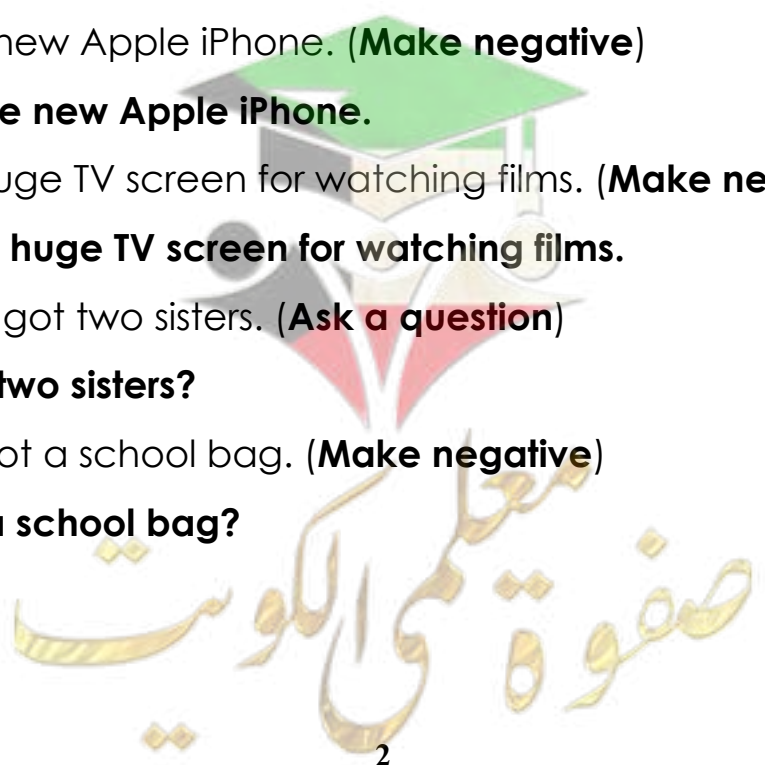 new Apple iPhone. (Make negative)
e new Apple iPhone.
uge TV screen for watching films. (Make ne
huge TV screen for watching films.
got two sisters. (Ask a question)
two sisters?
ot a school bag. (Make negative)
a school bag?
صفوة معلمي الكويت
2